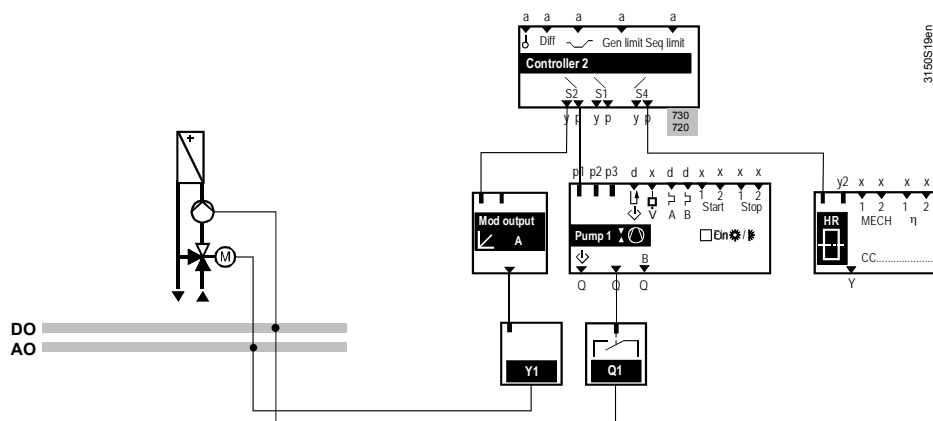 a a a a a
Diff Gen limit Seq limit
Controller 2
S2 S1 S4
y p y p y p
730
720
3150S19en
+
M
p1 p2 p3 d x d d x x x x
1 2 1 2
V A B Start Stop
Pump 1
Ein / 
B
Q Q Q
Mod output
A
y2 x x x x
1 2 1 2
HR MECH η
CC....................
Y
DO
AO
Y1
Q1